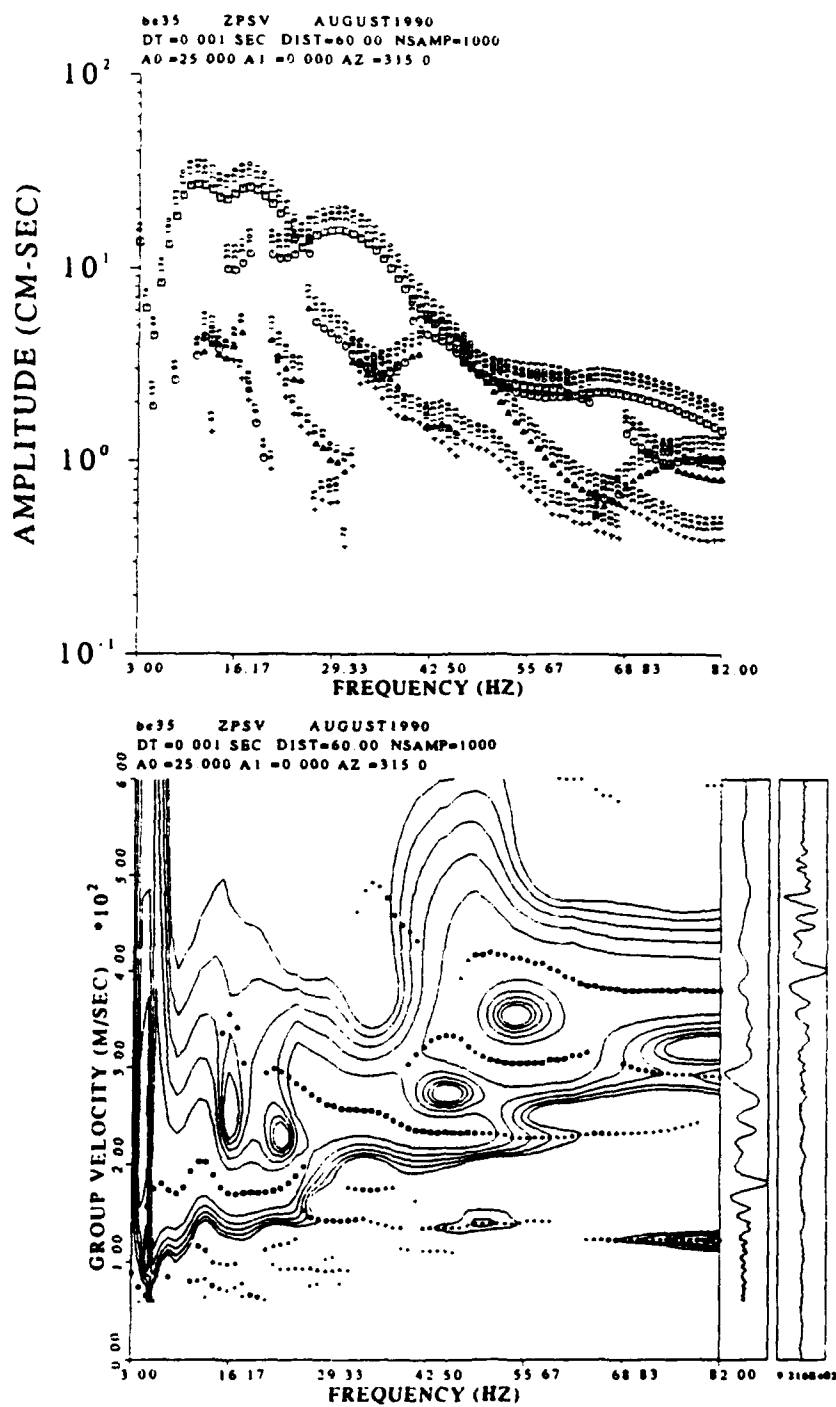 be35 ZPSV AUGUST1990
DT=0 001 SEC DIST=60 00 NSAMP=1000
A0 =25 000 A1 =0 000 AZ =315 0
10²
10¹
10⁰
10⁻¹
AMPLITUDE (CM-SEC)
3.00 16.17 29.33 42 50 55 67 68 83 82 00
FREQUENCY (HZ)
be35 ZPSV AUGUST1990
DT=0 001 SEC DIST=60.00 NSAMP=1000
A0 =25 000 A1 =0 000 AZ =315 0
6 00
5 00
4 00
3 00
2 00
1 00
0 00
GROUP VELOCITY (M/SEC) *10²
3 00 16.17 29.33 42 50 55 67 68 83 82 00
FREQUENCY (HZ)